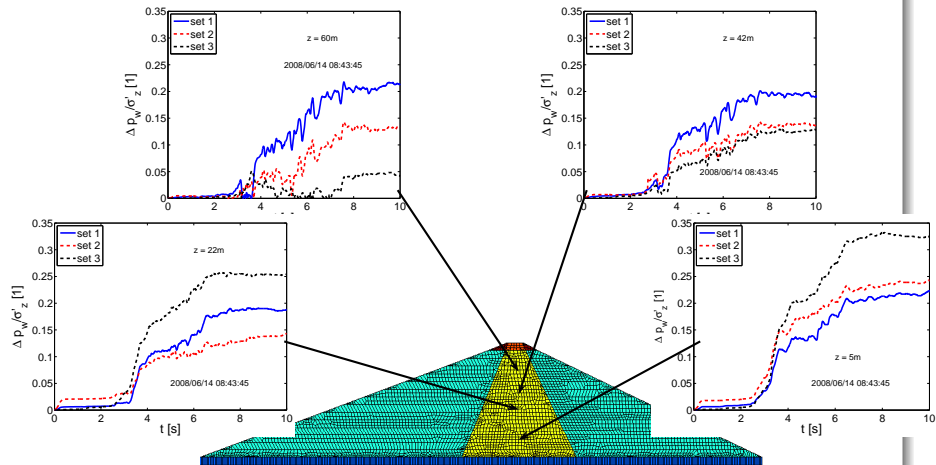 0.35
0.3
0.25
0.2
0.15
0.1
0.05
0
Δ p_w/σ'_z [1]
set 1
set 2
set 3
z = 60m
2008/06/14 08:43:45
0 2 4 6 8 10
0.35
0.3
0.25
0.2
0.15
0.1
0.05
0
Δ p_w/σ'_z [1]
set 1
set 2
set 3
z = 42m
2008/06/14 08:43:45
0 2 4 6 8 10
0.35
0.3
0.25
0.2
0.15
0.1
0.05
0
Δ p_w/σ'_z [1]
set 1
set 2
set 3
z = 22m
2008/06/14 08:43:45
0 2 4 6 8 10
t [s]
0.35
0.3
0.25
0.2
0.15
0.1
0.05
0
Δ p_w/σ'_z [1]
set 1
set 2
set 3
z = 5m
2008/06/14 08:43:45
0 2 4 6 8 10
t [s]